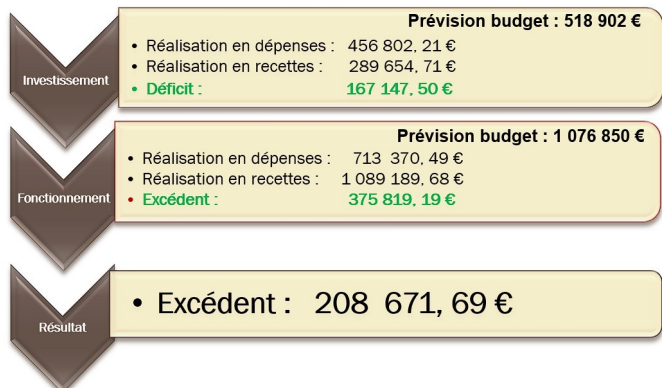 Prévision budget : 518 902 €
Investissement
• Réalisation en dépenses : 456 802, 21 €
• Réalisation en recettes : 289 654, 71 €
• Déficit : 167 147, 50 €
Prévision budget : 1 076 850 €
Fonctionnement
• Réalisation en dépenses : 713 370, 49 €
• Réalisation en recettes : 1 089 189, 68 €
• Excédent : 375 819, 19 €
Résultat
• Excédent : 208 671, 69 €